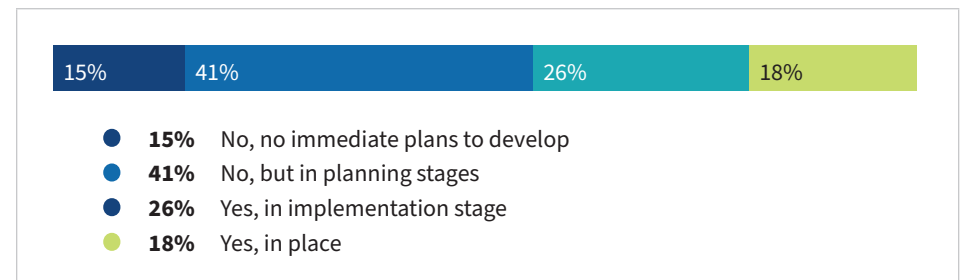 15% 41% 26% 18%
15% No, no immediate plans to develop
41% No, but in planning stages
26% Yes, in implementation stage
18% Yes, in place